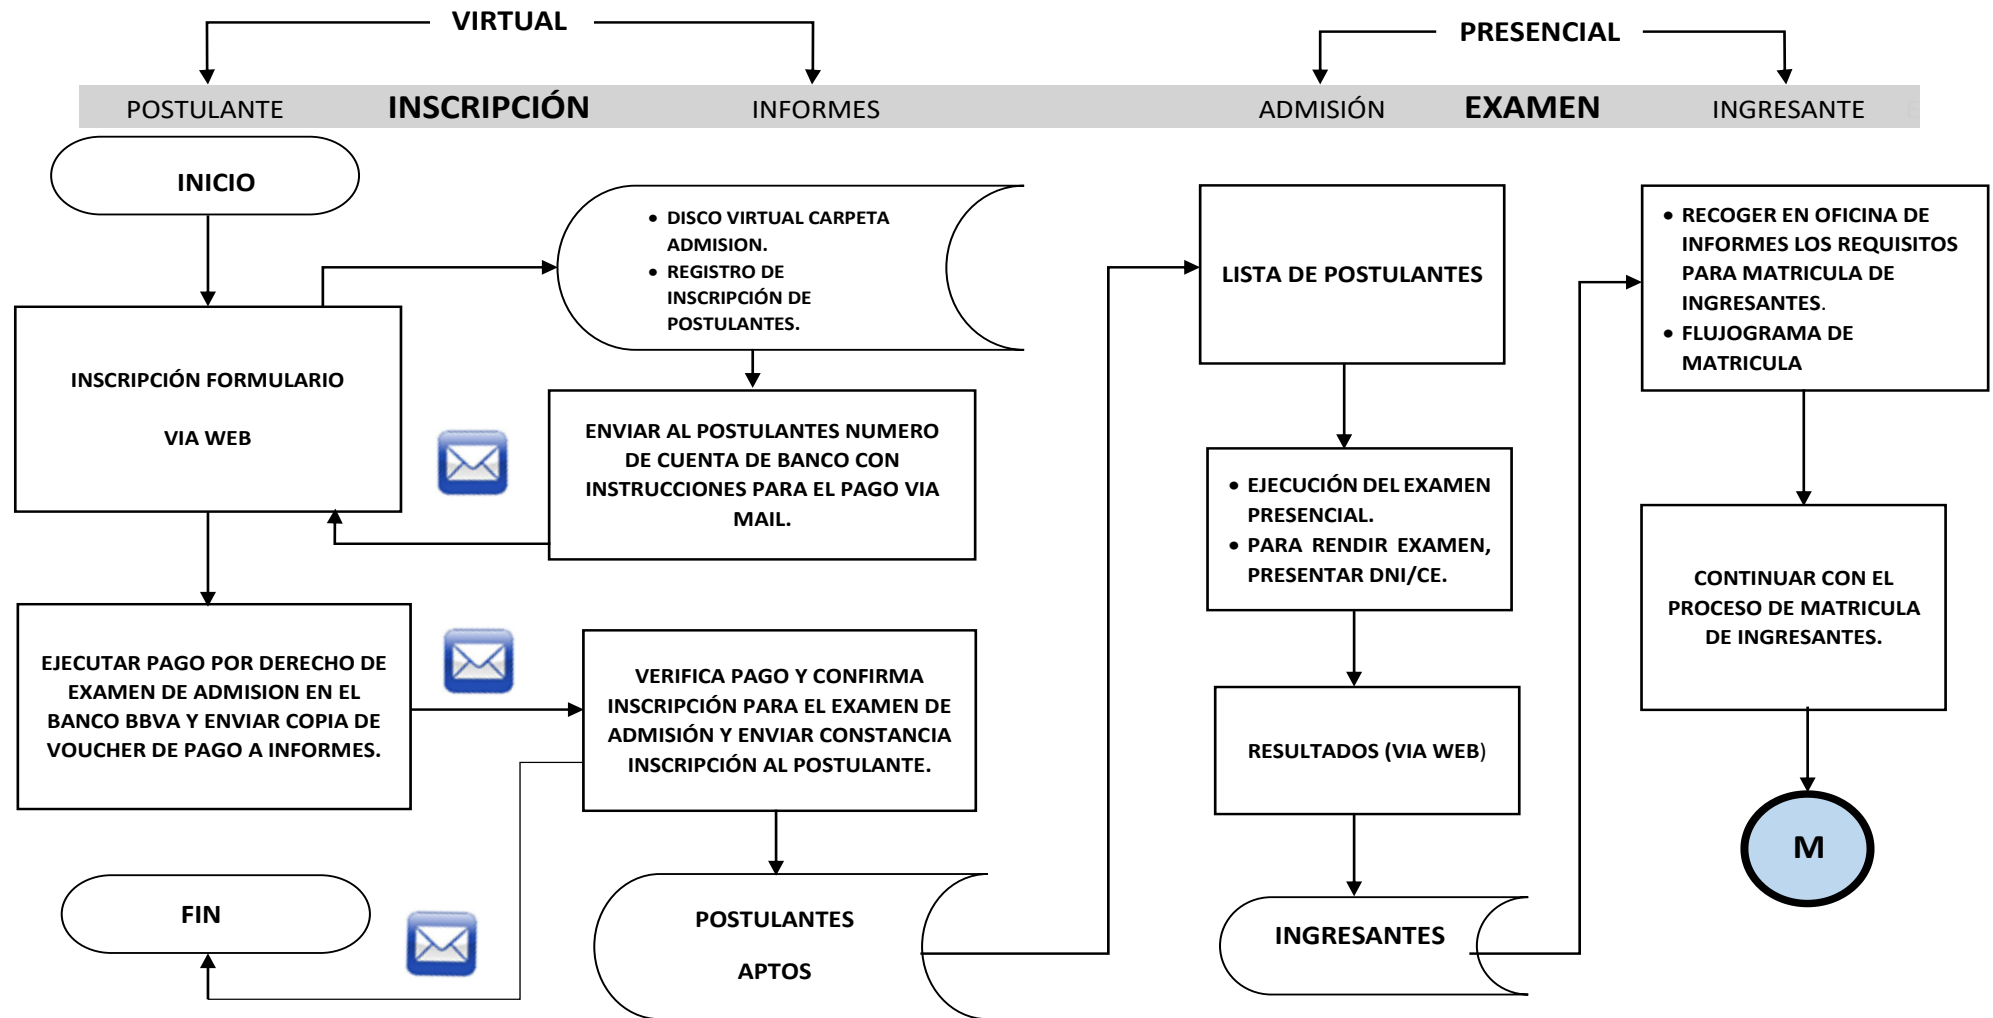 VIRTUAL
PRESENCIAL
POSTULANTE INSCRIPCIÓN INFORMES ADMISIÓN EXAMEN INGRESANTE E
INICIO
INSCRIPCIÓN FORMULARIO
VIA WEB
EJECUTAR PAGO POR DERECHO DE
EXAMEN DE ADMISION EN EL
BANCO BBVA Y ENVIAR COPIA DE
VOUCHER DE PAGO A INFORMES.
FIN
• DISCO VIRTUAL CARPETA
ADMISION.
• REGISTRO DE
INSCRIPCIÓN DE
POSTULANTES.
ENVIAR AL POSTULANTES NUMERO
DE CUENTA DE BANCO CON
INSTRUCCIONES PARA EL PAGO VIA
MAIL.
VERIFICA PAGO Y CONFIRMA
INSCRIPCIÓN PARA EL EXAMEN DE
ADMISIÓN Y ENVIAR CONSTANCIA
INSCRIPCIÓN AL POSTULANTE.
POSTULANTES
APTOS
LISTA DE POSTULANTES
• EJECUCIÓN DEL EXAMEN
PRESENCIAL.
• PARA RENDIR EXAMEN,
PRESENTAR DNI/CE.
RESULTADOS (VIA WEB)
INGRESANTES
• RECOGER EN OFICINA DE
INFORMES LOS REQUISITOS
PARA MATRICULA DE
INGRESANTES.
• FLUJOGRAMA DE
MATRICULA
CONTINUAR CON EL
PROCESO DE MATRICULA
DE INGRESANTES.
M